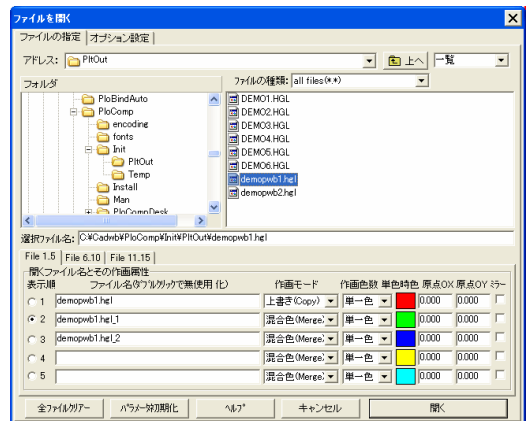 ファイルを開く
ファイルの指定 オプション設定
アドレス: PltOut 上へ 一覧
フォルダ ファイルの種類: all files(*.*)
PloBindAuto
PloComp
encoding
fonts
Init
PltOut
Temp
Install
Man
PloCompDesk
DEMO1.HGL
DEMO2.HGL
DEMO3.HGL
DEMO4.HGL
DEMO5.HGL
DEMO6.HGL
demopwb1.hgl
demopwb2.hgl
選択ファイル名: C:¥Cadwb¥PloComp¥Init¥PltOut¥demopwb1.hgl
File 1.5 File 6.10 File 11.15
開くファイル名とその作画属性
表示順 ファイル名(ダブルクリックで無使用化) 作画モード 作画色数 単色時色 原点OX 原点OY ミラー
1 demopwb1.hgl 上書き(Copy) 単一色 0.000 0.000
2 demopwb1.hgl_1 混合色(Merge) 単一色 0.000 0.000
3 demopwb1.hgl_2 混合色(Merge) 単一色 0.000 0.000
4 混合色(Merge) 単一色 0.000 0.000
5 混合色(Merge) 単一色 0.000 0.000
全ファイルクリアー パラメータ初期化 ヘルプ キャンセル 開く